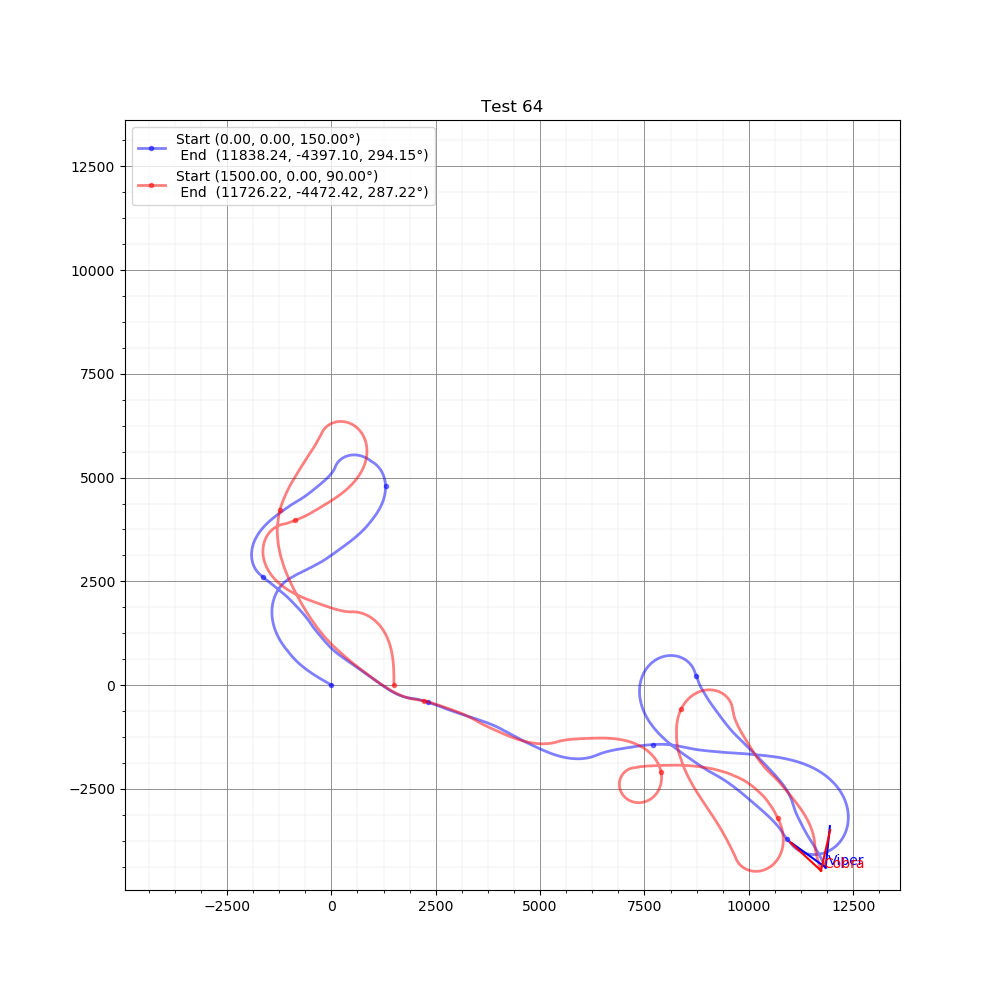 Test 64
Start (0.00, 0.00, 150.00°)
End  (11838.24, -4397.10, 294.15°)
Start (1500.00, 0.00, 90.00°)
End  (11726.22, -4472.42, 287.22°)
12500
10000
7500
5000
2500
0
−2500
Viper
Cobra
−2500
0
2500
5000
7500
10000
12500